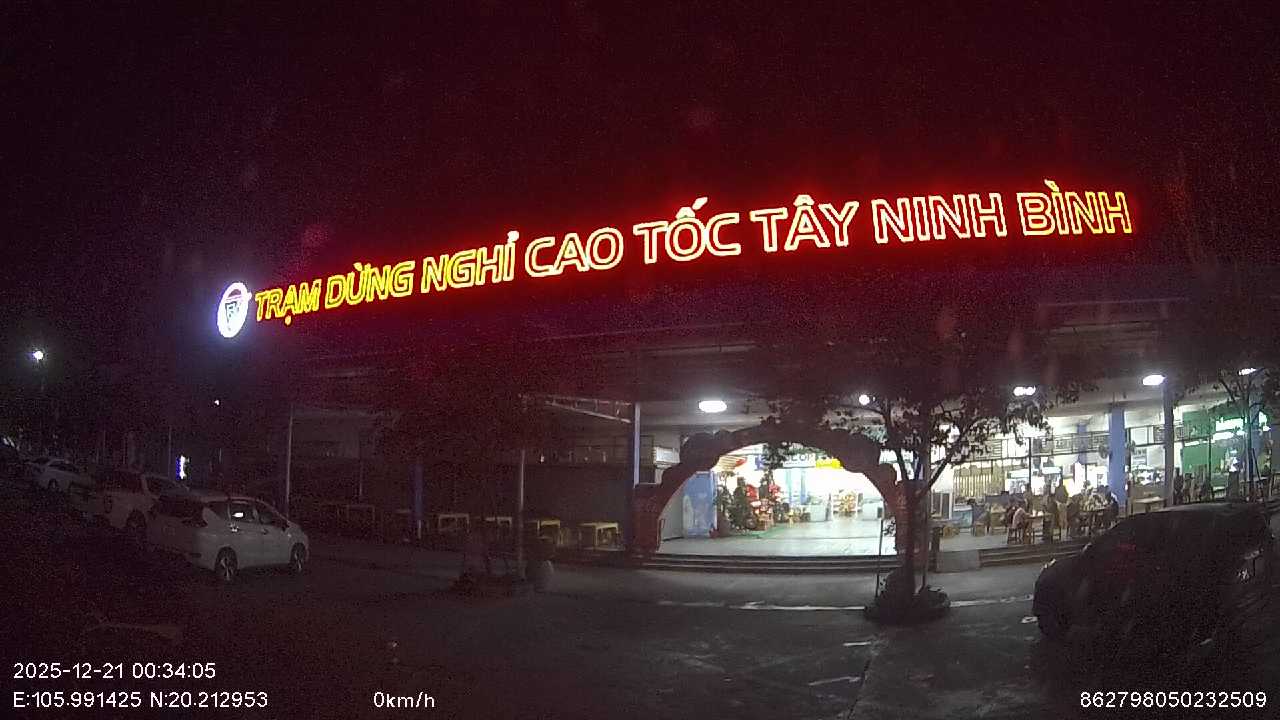 TRẠM DỪNG NGHỈ CAO TỐC TÂY NINH BÌNH
2025-12-21 00:34:05
E:105.991425 N:20.212953 0km/h 862798050232509